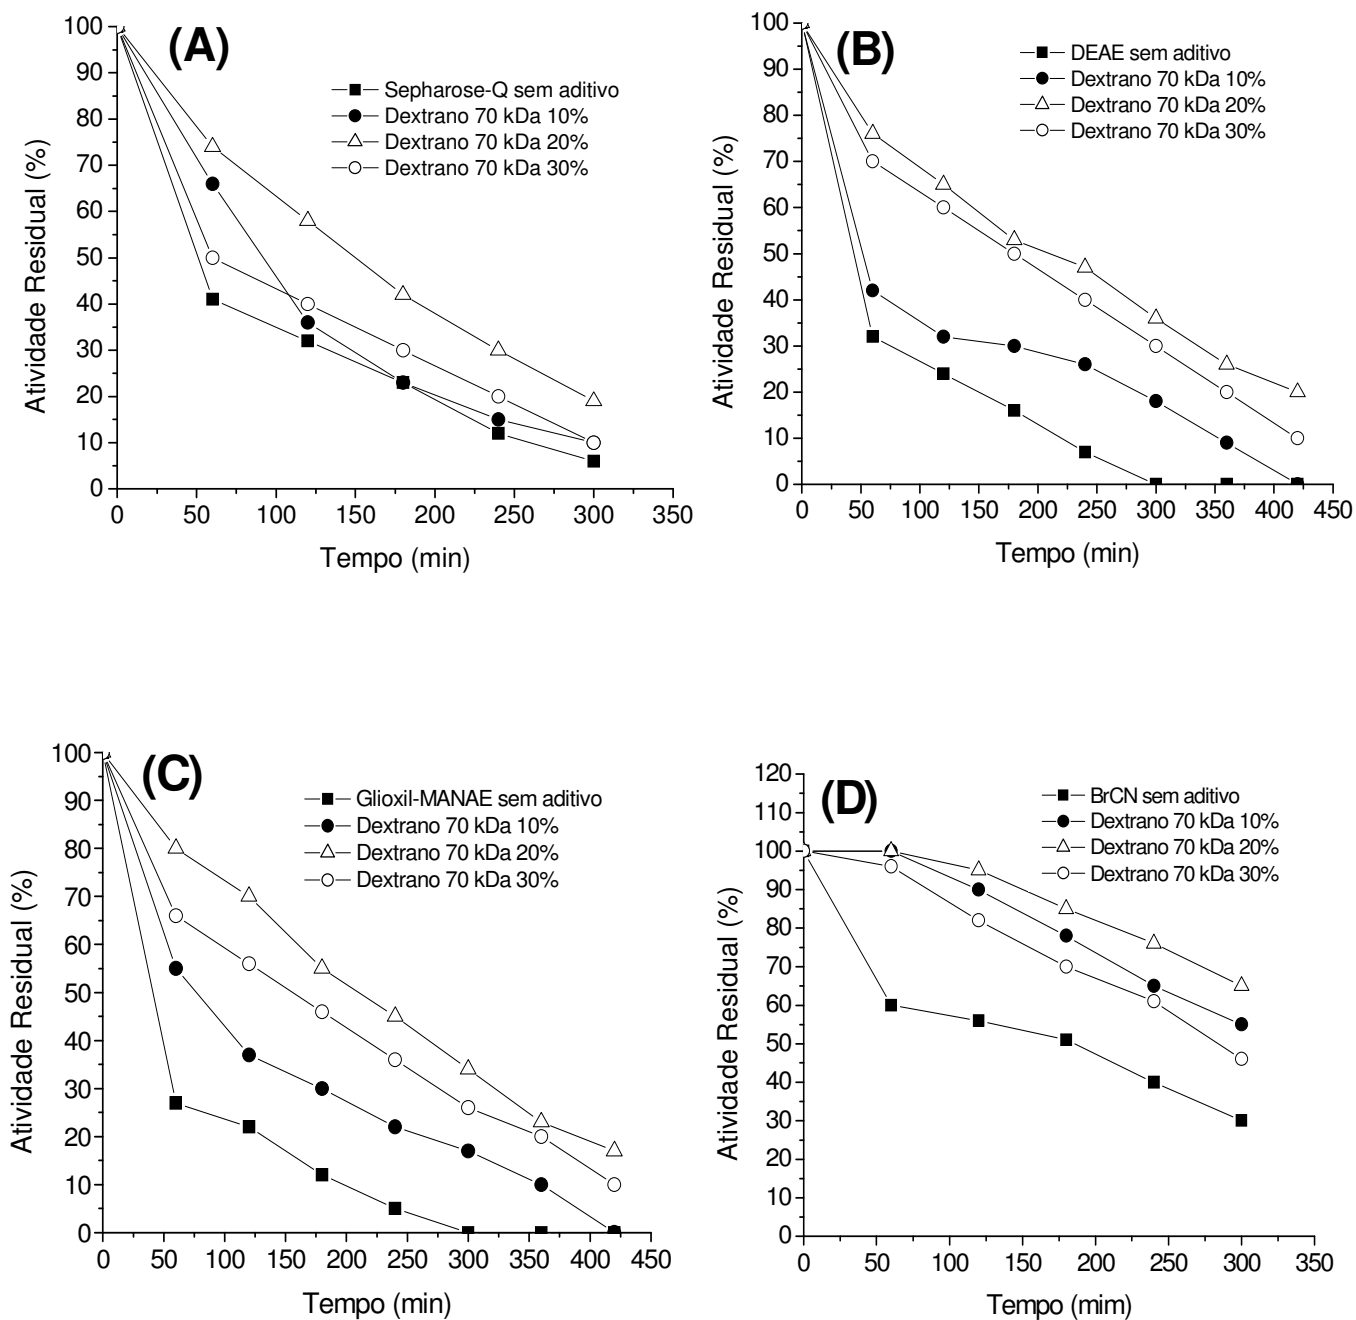 (A)
Sepharose-Q sem aditivo
Dextrano 70 kDa 10%
Dextrano 70 kDa 20%
Dextrano 70 kDa 30%
Atividade Residual (%)
100
90
80
70
60
50
40
30
20
10
0
0 50 100 150 200 250 300 350
Tempo (min)
(B)
DEAE sem aditivo
Dextrano 70 kDa 10%
Dextrano 70 kDa 20%
Dextrano 70 kDa 30%
Atividade Residual (%)
100
90
80
70
60
50
40
30
20
10
0
0 50 100 150 200 250 300 350 400 450
Tempo (min)
(C)
Glioxil-MANAE sem aditivo
Dextrano 70 kDa 10%
Dextrano 70 kDa 20%
Dextrano 70 kDa 30%
Atividade Residual (%)
100
90
80
70
60
50
40
30
20
10
0
0 50 100 150 200 250 300 350 400 450
Tempo (min)
(D)
BrCN sem aditivo
Dextrano 70 kDa 10%
Dextrano 70 kDa 20%
Dextrano 70 kDa 30%
Atividade Residual (%)
120
110
100
90
80
70
60
50
40
30
20
10
0
0 50 100 150 200 250 300 350
Tempo (mim)